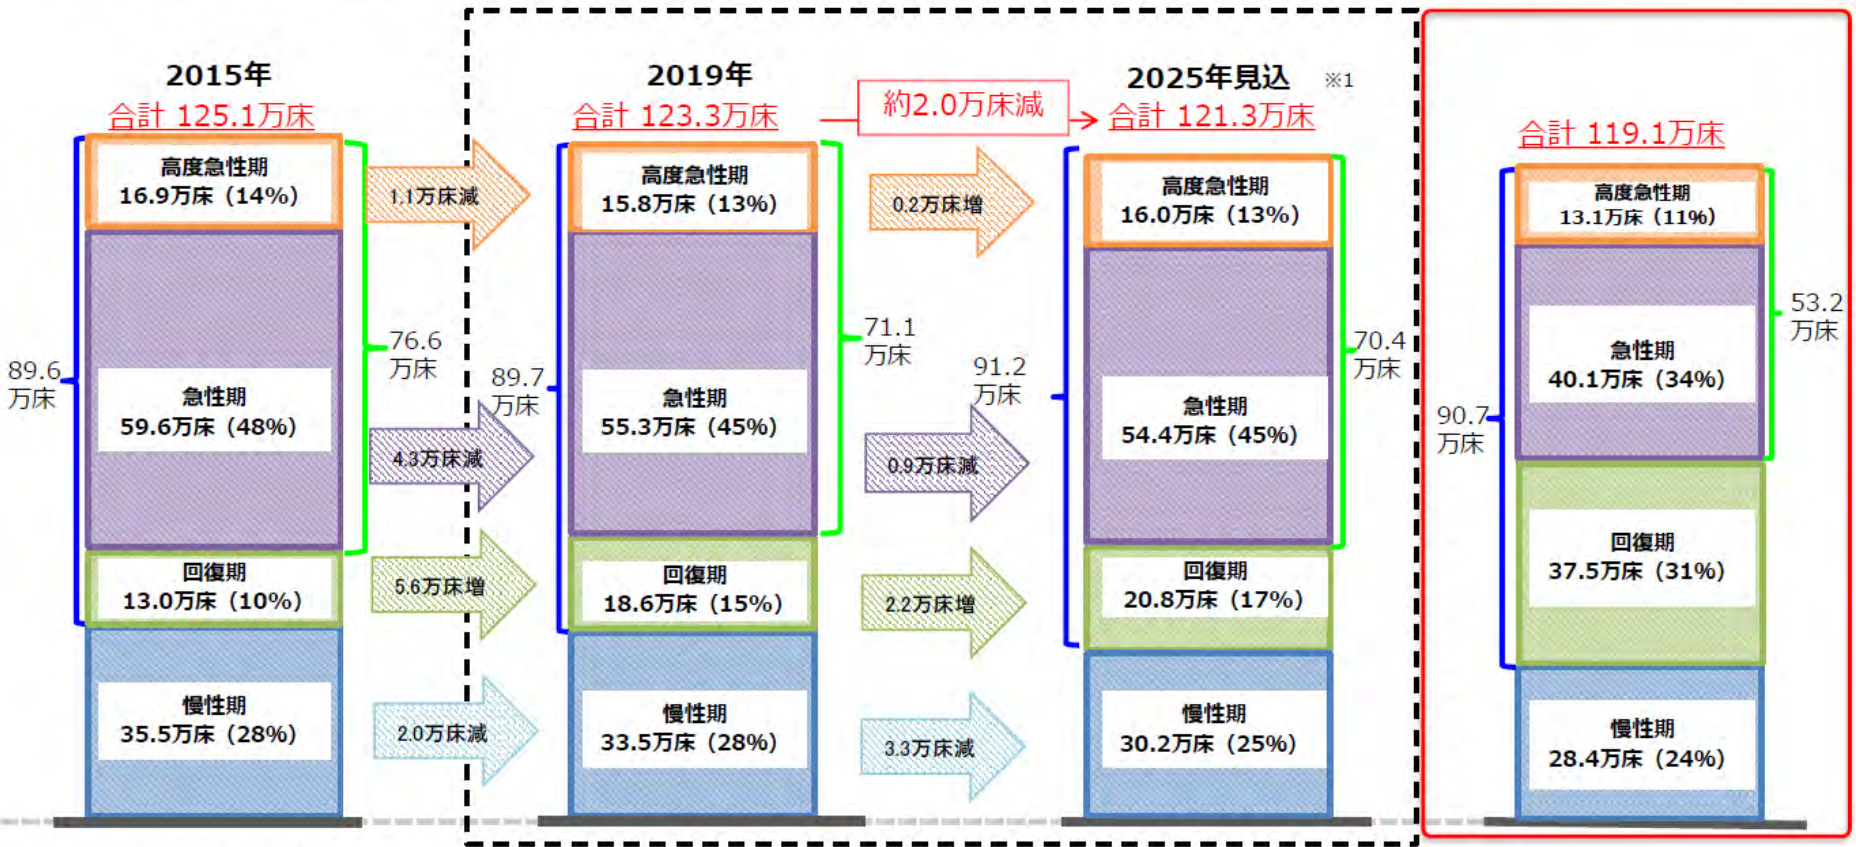 2015年
合計 125.1万床
高度急性期
16.9万床（14%）
急性期
59.6万床（48%）
回復期
13.0万床（10%）
慢性期
35.5万床（28%）
89.6
万床
76.6
万床
1.1万床減
4.3万床減
5.6万床増
2.0万床減
2019年
合計 123.3万床
高度急性期
15.8万床（13%）
急性期
55.3万床（45%）
回復期
18.6万床（15%）
慢性期
33.5万床（28%）
89.7
万床
71.1
万床
約2.0万床減
0.2万床増
0.9万床減
2.2万床増
3.3万床減
2025年見込 ※1
合計 121.3万床
高度急性期
16.0万床（13%）
急性期
54.4万床（45%）
回復期
20.8万床（17%）
慢性期
30.2万床（25%）
91.2
万床
70.4
万床
合計 119.1万床
高度急性期
13.1万床（11%）
急性期
40.1万床（34%）
回復期
37.5万床（31%）
慢性期
28.4万床（24%）
90.7
万床
53.2
万床